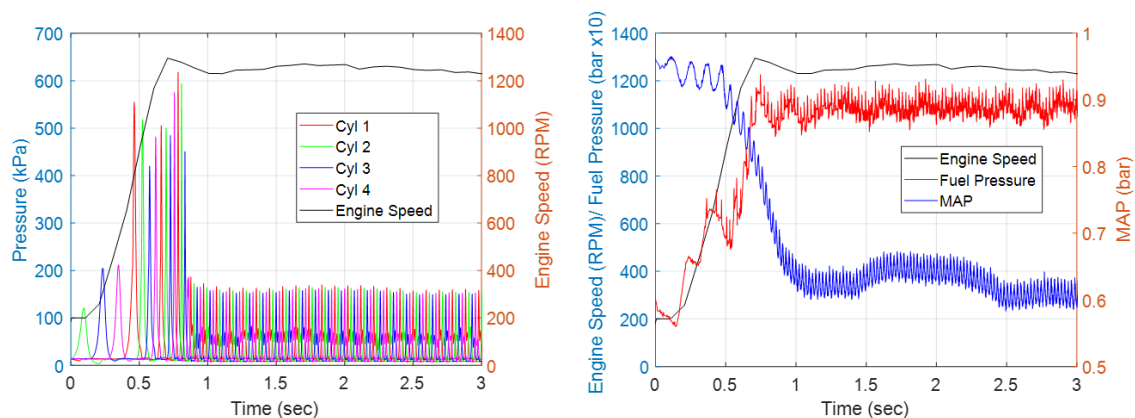 700
600
500
400
300
200
100
0
Pressure (kPa)
1400
1200
1000
800
600
400
200
0
Engine Speed (RPM)
Cyl 1
Cyl 2
Cyl 3
Cyl 4
Engine Speed
0 0.5 1 1.5 2 2.5 3
Time (sec)
1400
1200
1000
800
600
400
200
0
Engine Speed (RPM)/ Fuel Pressure (bar x10)
1
0.9
0.8
0.7
0.6
0.5
MAP (bar)
Engine Speed
Fuel Pressure
MAP
0 0.5 1 1.5 2 2.5 3
Time (sec)